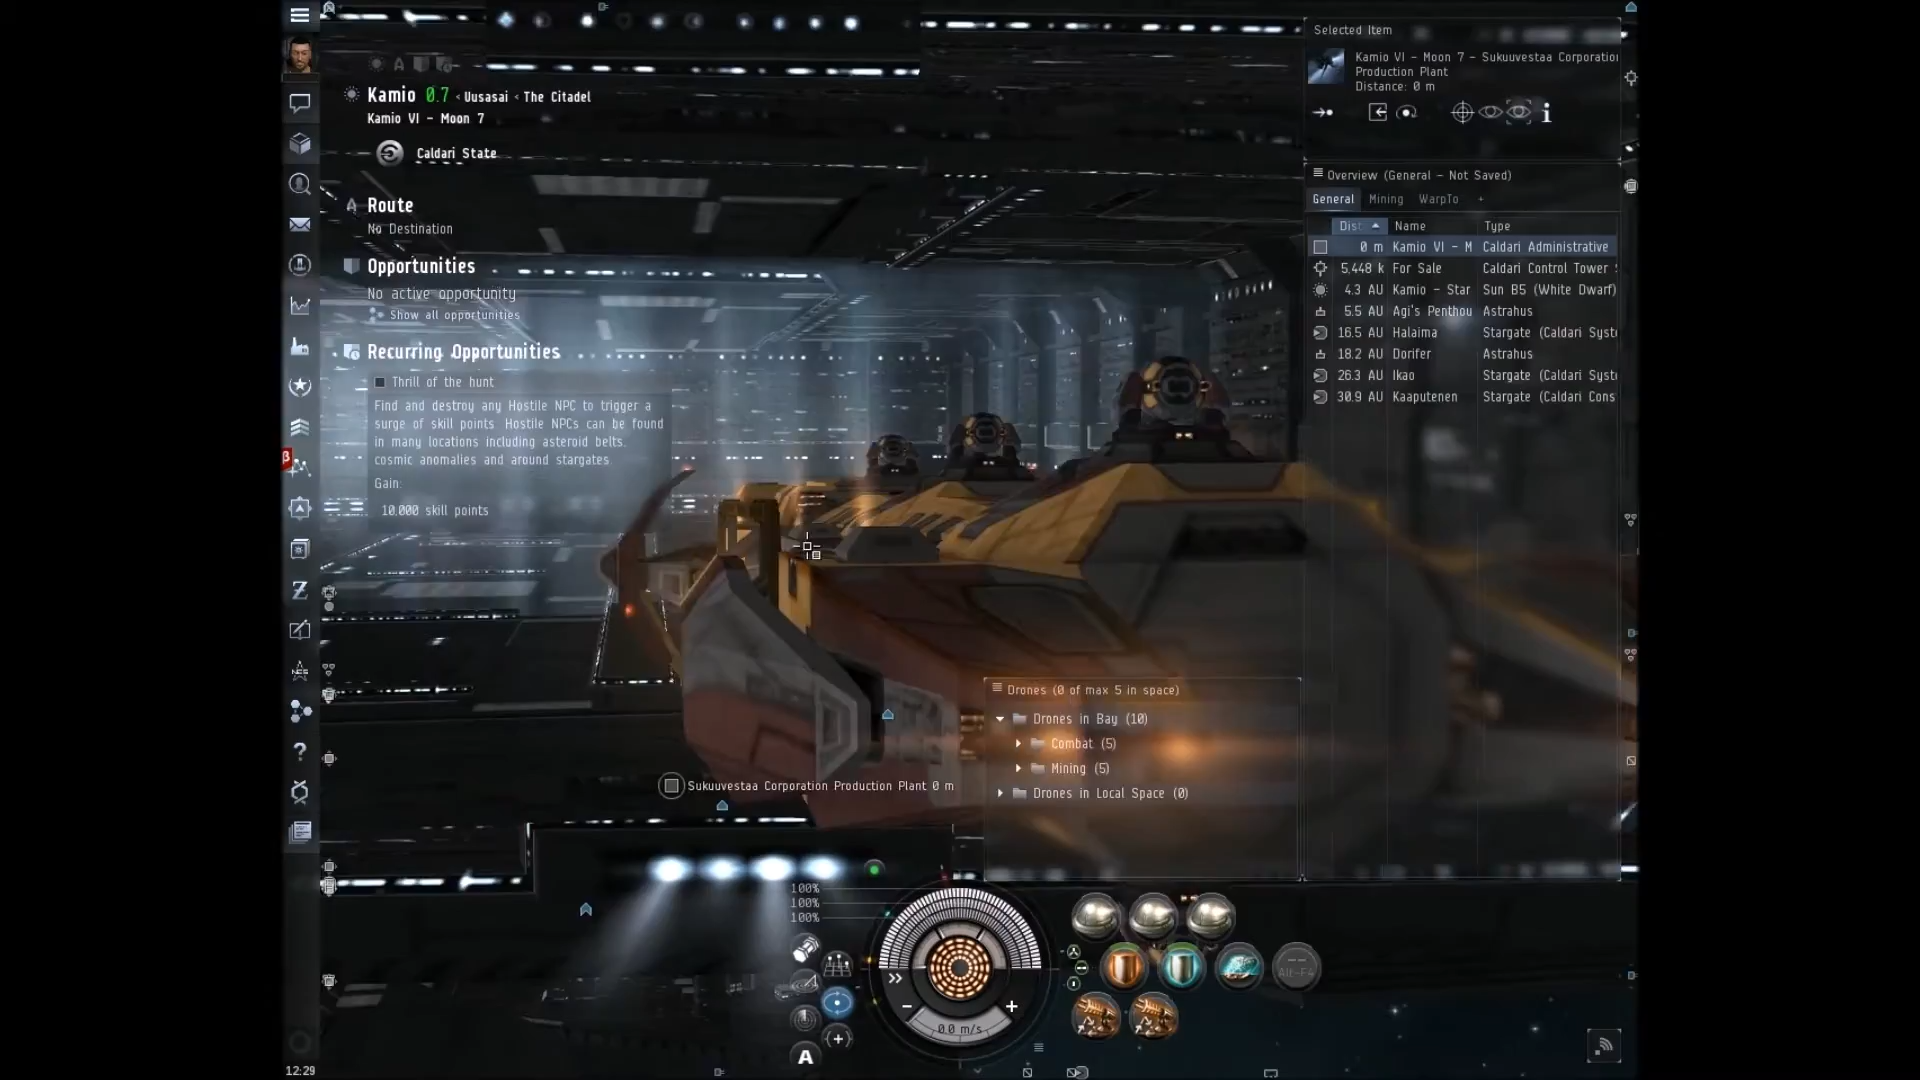 Kamio 0.7 < Uusasai < The Citadel
Kamio VI - Moon 7
Caldari State
Route
No Destination
Opportunities
No active opportunity
Show all opportunities
Recurring Opportunities
Thrill of the hunt
Find and destroy any Hostile NPC to trigger a
surge of skill points. Hostile NPCs can be found
in many locations including asteroid belts,
cosmic anomalies and around stargates.
Gain:
10.000 skill points
Selected Item
Kamio VI - Moon 7 - Sukuuvestaa Corporatio
Production Plant
Distance: 0 m
Overview (General - Not Saved)
General Mining WarpTo +
Dist Name Type
0 m Kamio VI - M Caldari Administrative
5,448 k For Sale Caldari Control Tower
4.3 AU Kamio - Star Sun B5 (White Dwarf)
5.5 AU Agi's Penthou Astrahus
16.5 AU Halaima Stargate (Caldari Syst
18.2 AU Dorifer Astrahus
26.3 AU Ikao Stargate (Caldari Syst
30.9 AU Kaaputenen Stargate (Caldari Cons
Drones (0 of max 5 in space)
Drones in Bay (10)
Combat (5)
Mining (5)
Drones in Local Space (0)
Sukuuvestaa Corporation Production Plant 0 m
100%
100%
100%
Alt-F4
0.0 m/s
A
12:29